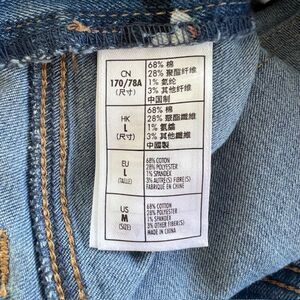 CN
170/78A
(尺寸)
68% 棉
28% 聚酯纤维
1% 氨纶
3% 其他纤维
中国制
HK
L
(尺寸)
68% 棉
28% 聚酯纖維
1% 氨綸
3% 其他纖維
中國製
EU
L
(TAILLE)
68% COTTON
28% POLYESTER
1% SPANDEX
3% AUTRE(S) FIBRE(S)
FABRIQUÉ EN CHINE
US
M
(SIZE)
68% COTTON
28% POLYESTER
1% SPANDEX
3% OTHER FIBER(S)
MADE IN CHINA